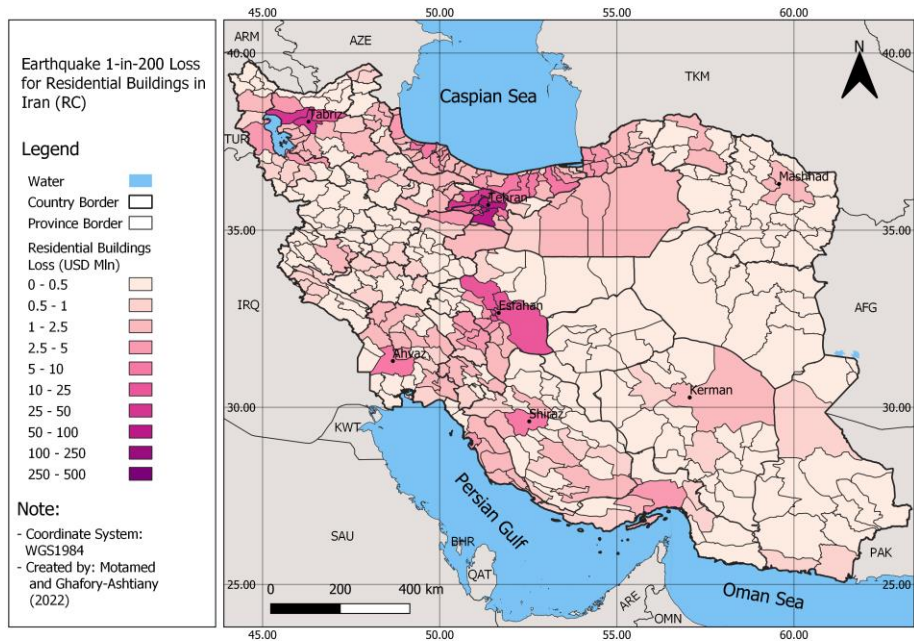 Earthquake 1-in-200 Loss
for Residential Buildings in
Iran (RC)
Legend
Water
Country Border
Province Border
Residential Buildings
Loss (USD Mln)
0 - 0.5
0.5 - 1
1 - 2.5
2.5 - 5
5 - 10
10 - 25
25 - 50
50 - 100
100 - 250
250 - 500
Note:
- Coordinate System:
WGS1984
- Created by: Motamed
and Ghafory-Ashtiany
(2022)
45.00 50.00 55.00 60.00
40.00
40.00
35.00
35.00
30.00
30.00
25.00
25.00
45.00 50.00 55.00 60.00
N
ARM
AZE
TKM
TUR
IRQ
AFG
KWT
SAU
BHR
QAT
ARE
OMN
PAK
Caspian Sea
Persian Gulf
Oman Sea
Tabriz
Tehran
Mashhad
Esfahan
Ahvaz
Shiraz
Kerman
0 200 400 km